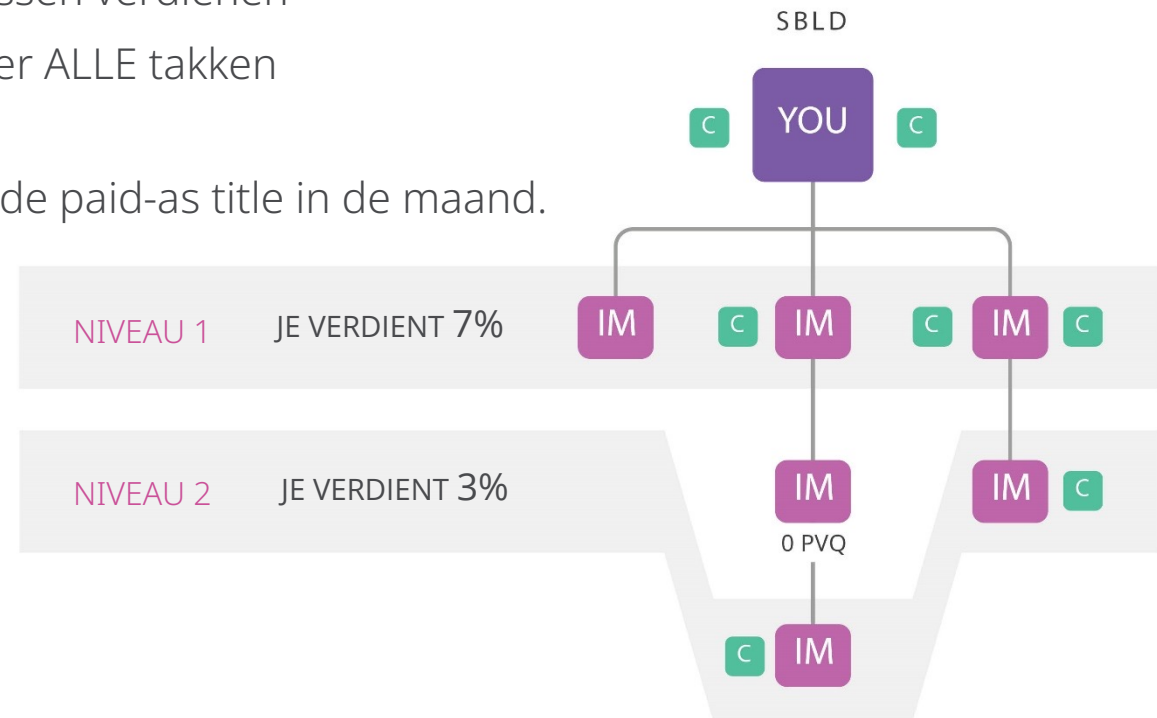 er ALLE takken
de paid-as title in de maand.
SBLD
C YOU C
NIVEAU 1 JE VERDIENT 7% IM C IM C IM C
NIVEAU 2 JE VERDIENT 3% IM IM C
0 PVQ
C IM